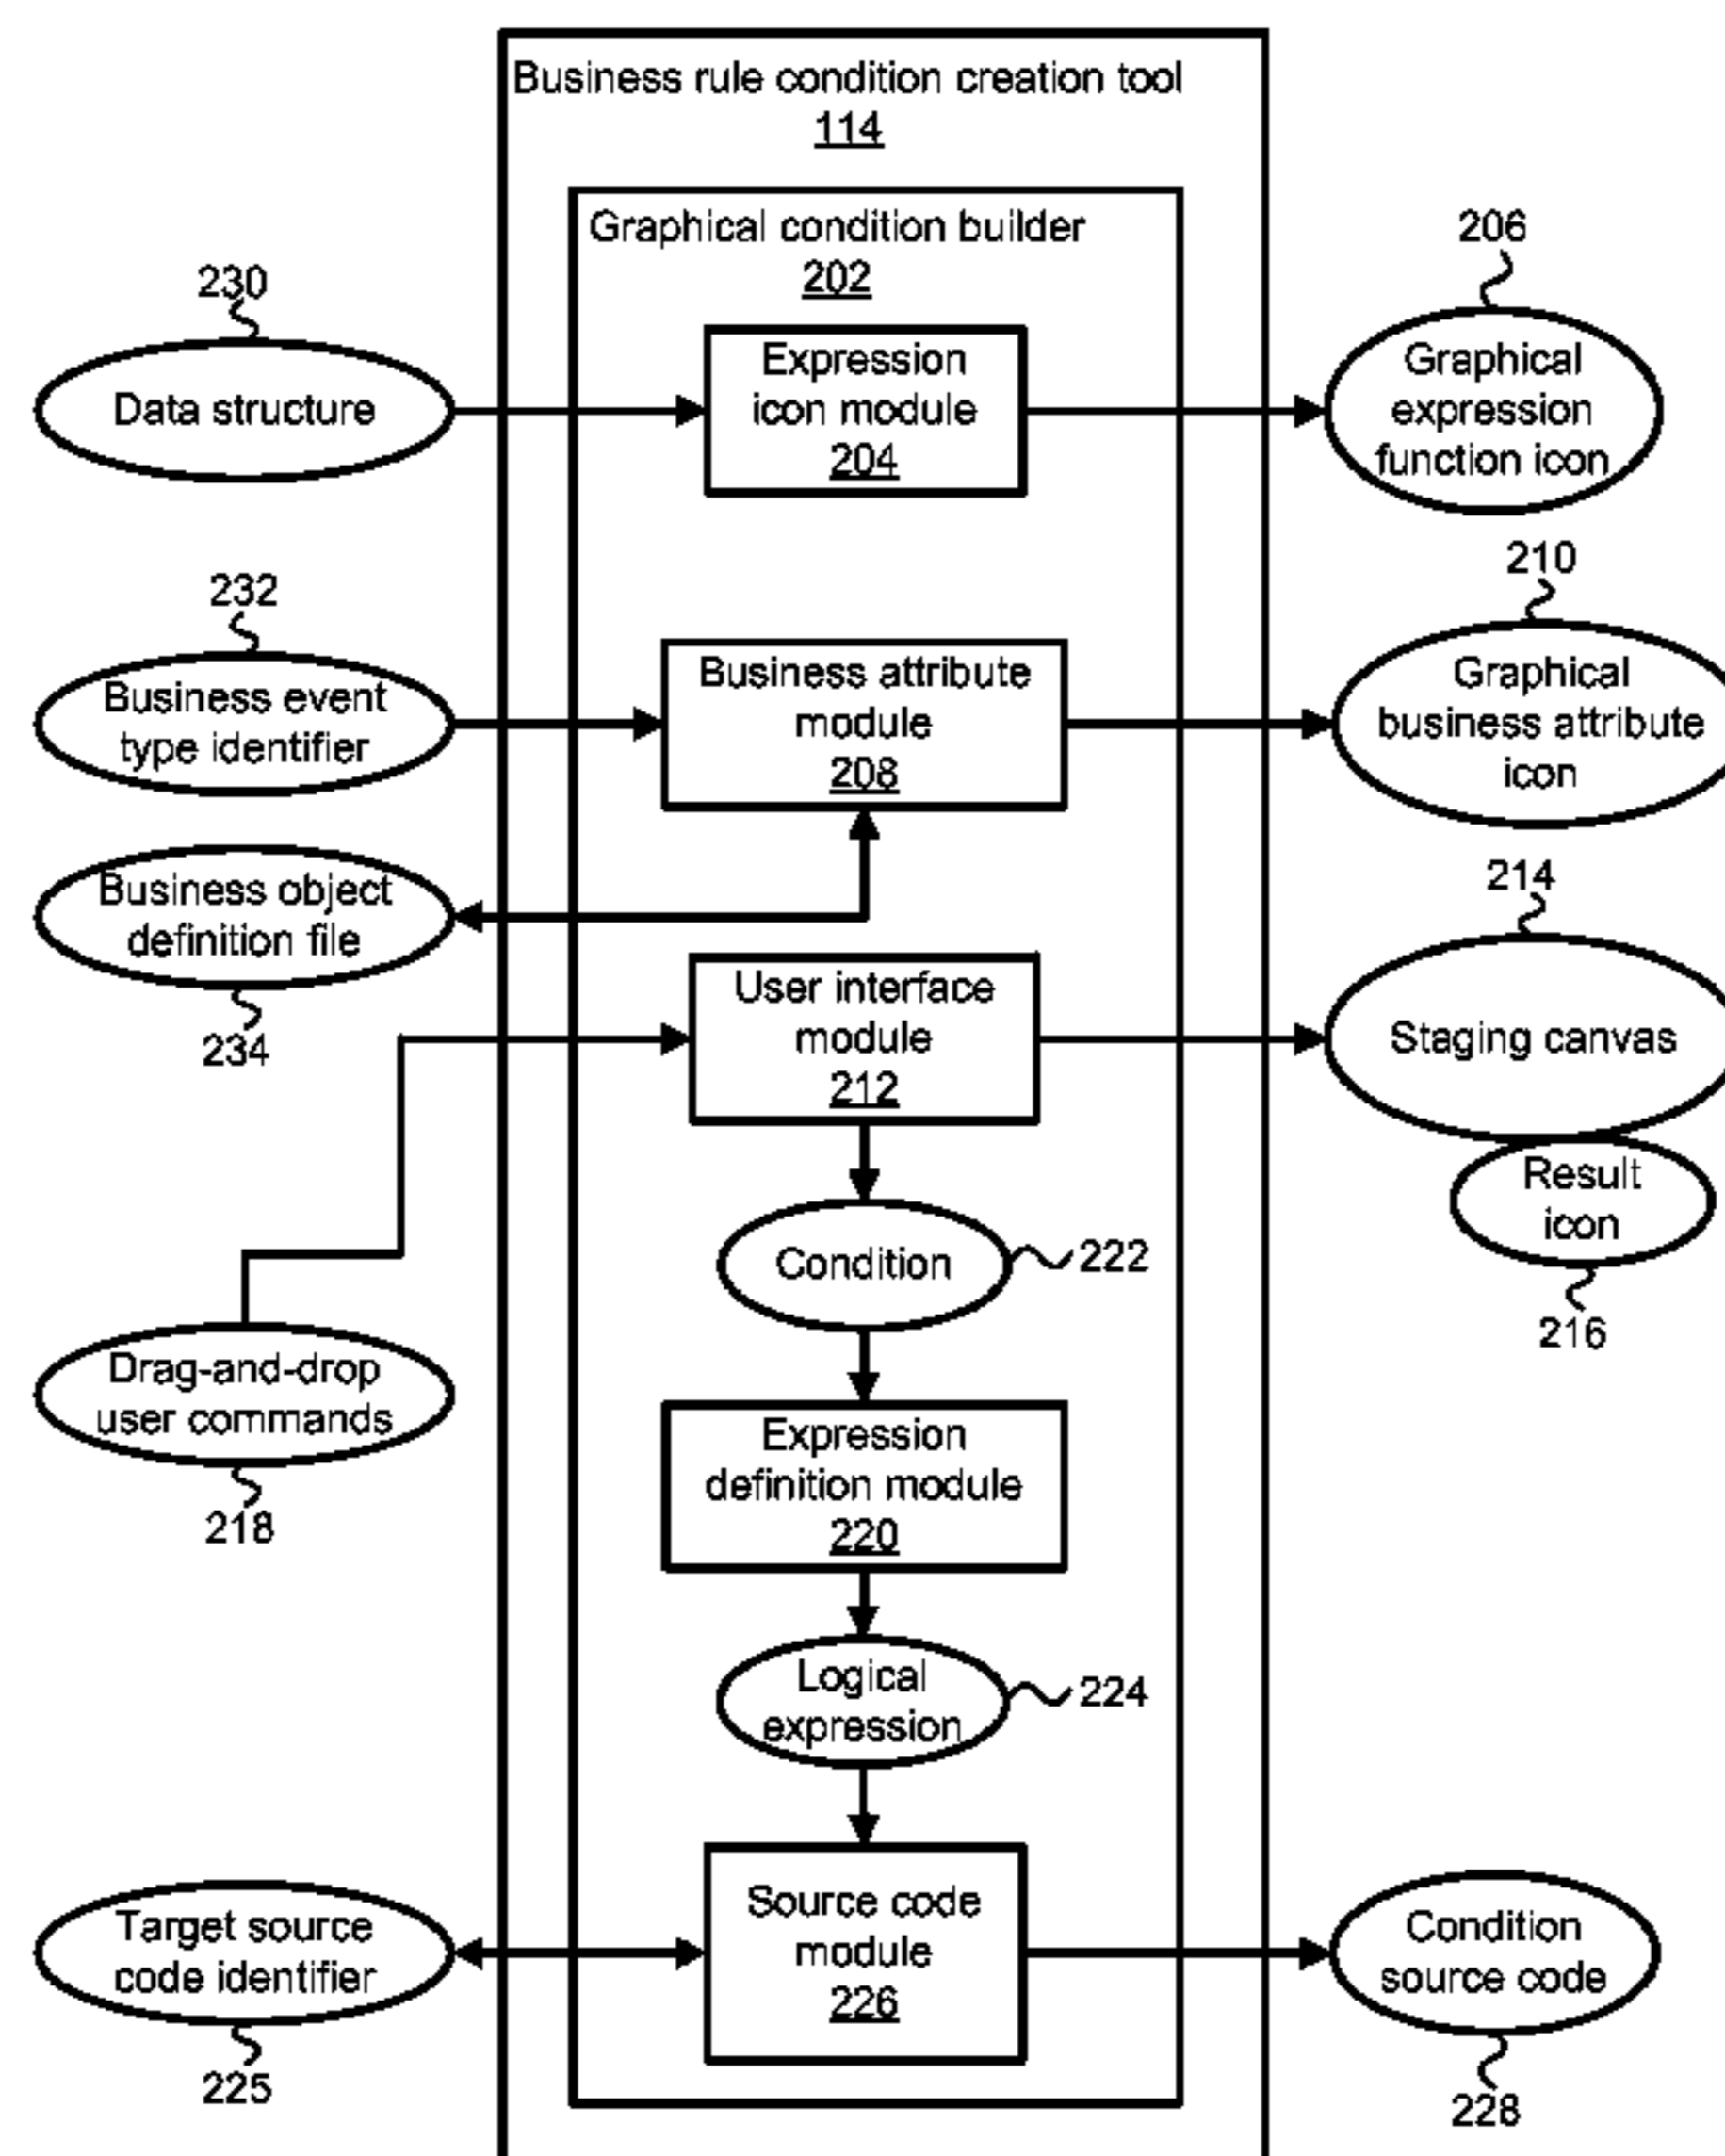 Business rule condition creation tool
114
Graphical condition builder
202
230
Data structure
Expression
icon module
204
206
Graphical
expression
function icon
232
Business event
type identifier
Business attribute
module
208
210
Graphical
business attribute
icon
Business object
definition file
234
User interface
module
212
214
Staging canvas
Result
icon
216
Condition
222
Drag-and-drop
user commands
218
Expression
definition module
220
Logical
expression
224
Target source
code identifier
225
Source code
module
226
Condition
source code
228